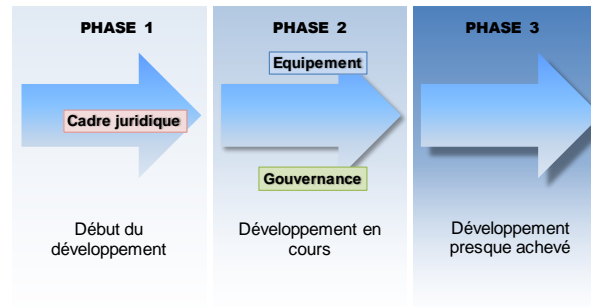 PHASE 1
Cadre juridique
Début du
développement
PHASE 2
Equipement
Gouvernance
Développement en
cours
PHASE 3
Développement
presque achevé